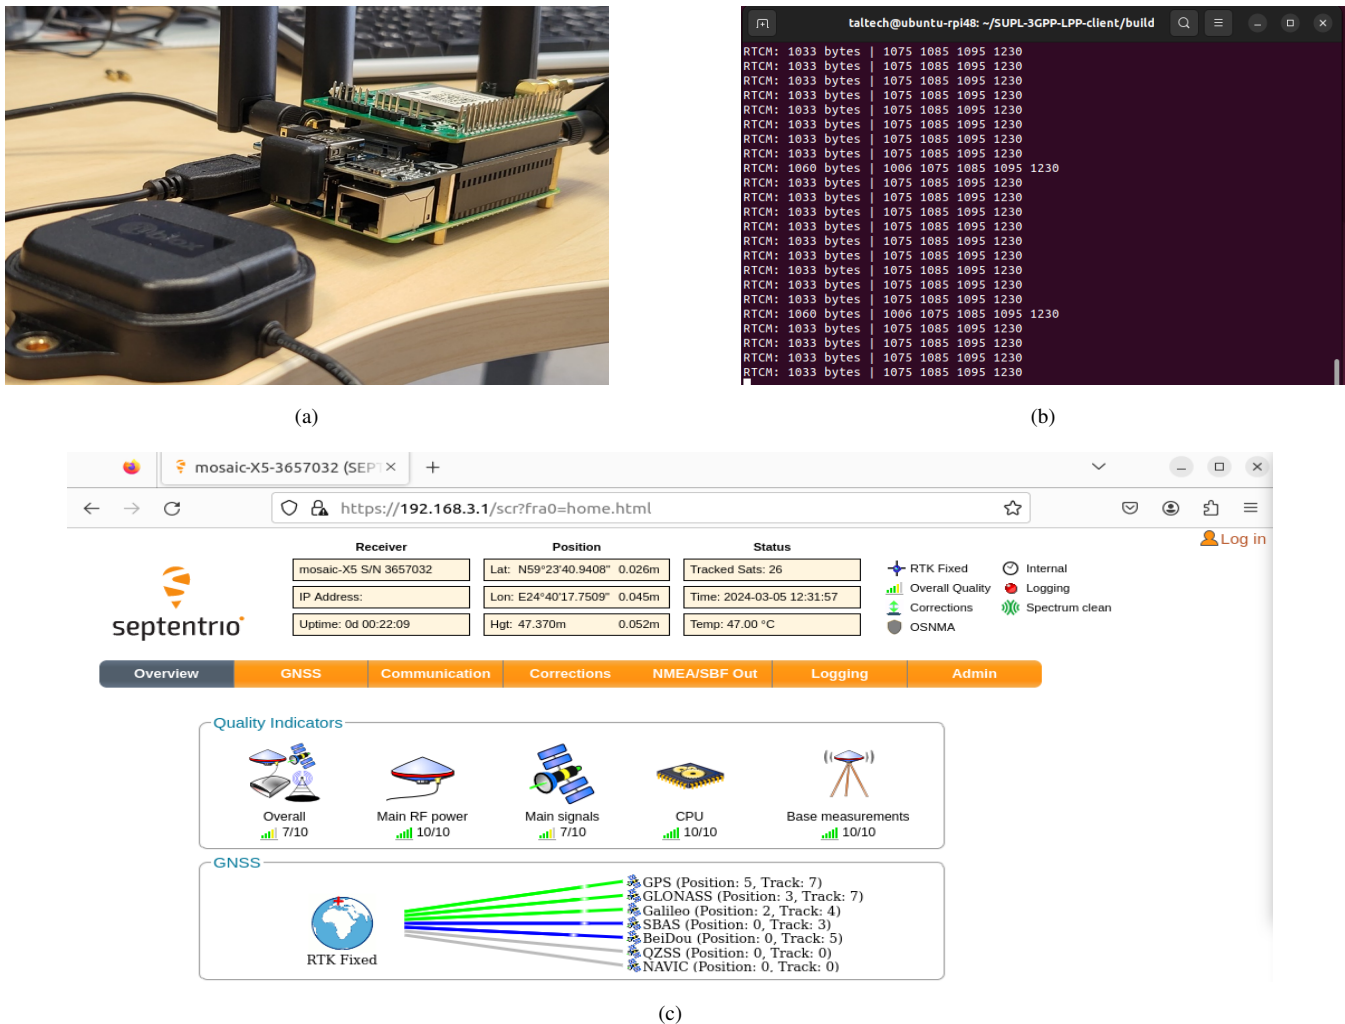 taltech@ubuntu-rpi48: ~/SUPL-3GPP-LPP-client/build
RTCM: 1033 bytes | 1075 1085 1095 1230
RTCM: 1033 bytes | 1075 1085 1095 1230
RTCM: 1033 bytes | 1075 1085 1095 1230
RTCM: 1033 bytes | 1075 1085 1095 1230
RTCM: 1033 bytes | 1075 1085 1095 1230
RTCM: 1033 bytes | 1075 1085 1095 1230
RTCM: 1033 bytes | 1075 1085 1095 1230
RTCM: 1033 bytes | 1075 1085 1095 1230
RTCM: 1060 bytes | 1006 1075 1085 1095 1230
RTCM: 1033 bytes | 1075 1085 1095 1230
RTCM: 1033 bytes | 1075 1085 1095 1230
RTCM: 1033 bytes | 1075 1085 1095 1230
RTCM: 1033 bytes | 1075 1085 1095 1230
RTCM: 1033 bytes | 1075 1085 1095 1230
RTCM: 1033 bytes | 1075 1085 1095 1230
RTCM: 1033 bytes | 1075 1085 1095 1230
RTCM: 1033 bytes | 1075 1085 1095 1230
RTCM: 1033 bytes | 1075 1085 1095 1230
RTCM: 1060 bytes | 1006 1075 1085 1095 1230
RTCM: 1033 bytes | 1075 1085 1095 1230
RTCM: 1033 bytes | 1075 1085 1095 1230
RTCM: 1033 bytes | 1075 1085 1095 1230
RTCM: 1033 bytes | 1075 1085 1095 1230
(a)
(b)
mosaic-X5-3657032 (SEPT
https://192.168.3.1/scr?fra0=home.html
Log in
septentrio
Receiver
mosaic-X5 S/N 3657032
IP Address:
Uptime: 0d 00:22:09
Position
Lat: N59°23'40.9408" 0.026m
Lon: E24°40'17.7509" 0.045m
Hgt: 47.370m 0.052m
Status
Tracked Sats: 26
Time: 2024-03-05 12:31:57
Temp: 47.00 °C
RTK Fixed
Overall Quality
Corrections
OSNMA
Internal
Logging
Spectrum clean
Overview GNSS Communication Corrections NMEA/SBF Out Logging Admin
Quality Indicators
Overall
7/10
Main RF power
10/10
Main signals
7/10
CPU
10/10
Base measurements
10/10
GNSS
RTK Fixed
GPS (Position: 5, Track: 7)
GLONASS (Position: 3, Track: 7)
Galileo (Position: 2, Track: 4)
SBAS (Position: 0, Track: 3)
BeiDou (Position: 0, Track: 5)
QZSS (Position: 0, Track: 0)
NAVIC (Position: 0, Track: 0)
(c)